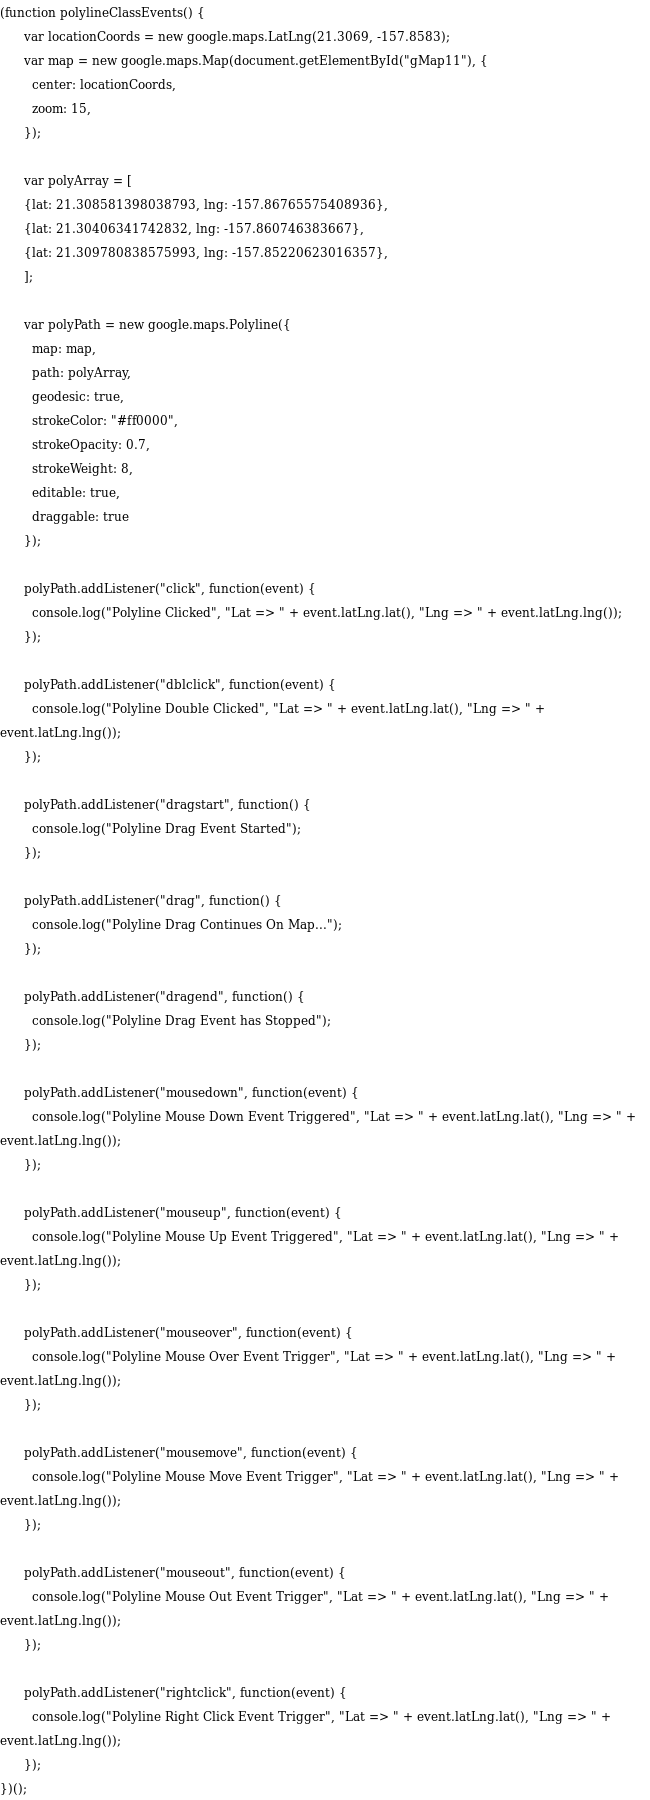 (function polylineClassEvents() {
var locationCoords = new google.maps.LatLng(21.3069, -157.8583);
var map = new google.maps.Map(document.getElementById("gMap11"), {
center: locationCoords,
zoom: 15,
});
var polyArray = [
{lat: 21.308581398038793, lng: -157.86765575408936},
{lat: 21.30406341742832, lng: -157.860746383667},
{lat: 21.309780838575993, lng: -157.85220623016357},
];
var polyPath = new google.maps.Polyline({
map: map,
path: polyArray,
geodesic: true,
strokeColor: "#ff0000",
strokeOpacity: 0.7,
strokeWeight: 8,
editable: true,
draggable: true
});
polyPath.addListener("click", function(event) {
console.log("Polyline Clicked", "Lat => " + event.latLng.lat(), "Lng => " + event.latLng.lng());
});
polyPath.addListener("dblclick", function(event) {
console.log("Polyline Double Clicked", "Lat => " + event.latLng.lat(), "Lng => " +
event.latLng.lng());
});
polyPath.addListener("dragstart", function() {
console.log("Polyline Drag Event Started");
});
polyPath.addListener("drag", function() {
console.log("Polyline Drag Continues On Map...");
});
polyPath.addListener("dragend", function() {
console.log("Polyline Drag Event has Stopped");
});
polyPath.addListener("mousedown", function(event) {
console.log("Polyline Mouse Down Event Triggered", "Lat => " + event.latLng.lat(), "Lng => " +
event.latLng.lng());
});
polyPath.addListener("mouseup", function(event) {
console.log("Polyline Mouse Up Event Triggered", "Lat => " + event.latLng.lat(), "Lng => " +
event.latLng.lng());
});
polyPath.addListener("mouseover", function(event) {
console.log("Polyline Mouse Over Event Trigger", "Lat => " + event.latLng.lat(), "Lng => " +
event.latLng.lng());
});
polyPath.addListener("mousemove", function(event) {
console.log("Polyline Mouse Move Event Trigger", "Lat => " + event.latLng.lat(), "Lng => " +
event.latLng.lng());
});
polyPath.addListener("mouseout", function(event) {
console.log("Polyline Mouse Out Event Trigger", "Lat => " + event.latLng.lat(), "Lng => " +
event.latLng.lng());
});
polyPath.addListener("rightclick", function(event) {
console.log("Polyline Right Click Event Trigger", "Lat => " + event.latLng.lat(), "Lng => " +
event.latLng.lng());
});
})();